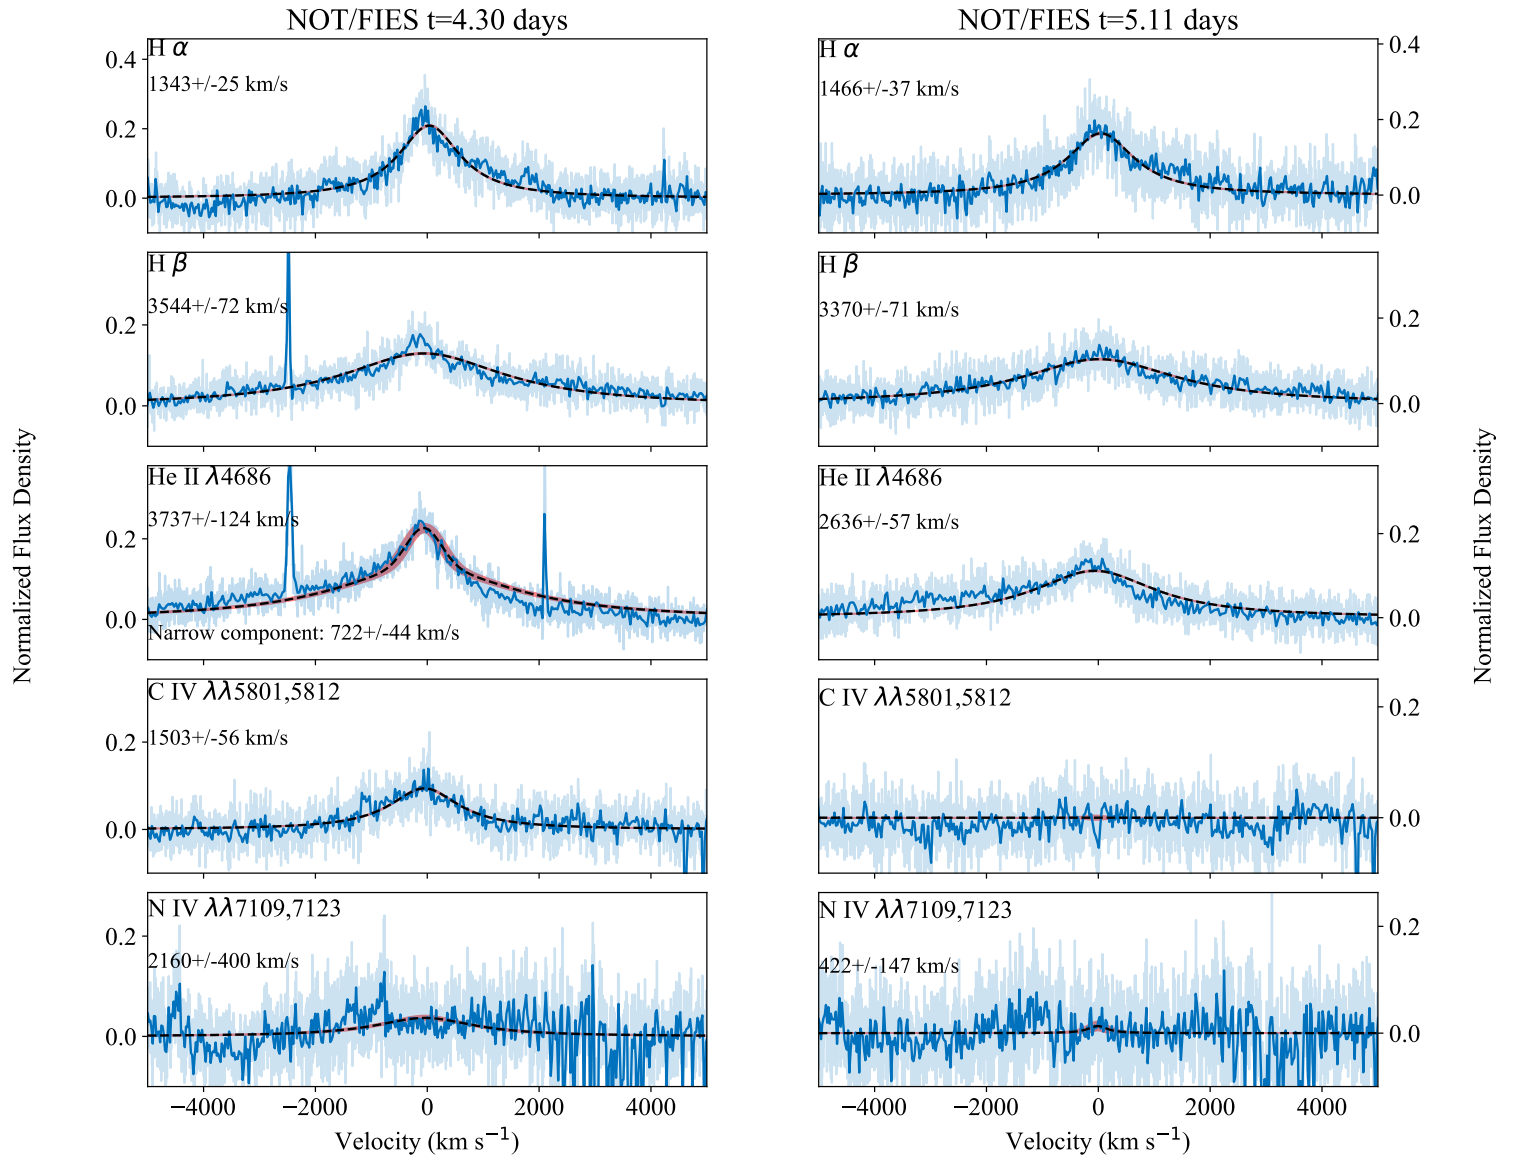 NOT/FIES t=4.30 days
H α
1343+/-25 km/s
0.4
0.2
0.0
H β
3544+/-72 km/s
0.2
0.0
He II λ4686
3737+/-124 km/s
0.2
0.0
Narrow component: 722+/-44 km/s
C IV λλ5801,5812
1503+/-56 km/s
0.2
0.0
N IV λλ7109,7123
2160+/-400 km/s
0.2
0.0
−4000 −2000 0 2000 4000
Velocity (km s⁻¹)
Normalized Flux Density
NOT/FIES t=5.11 days
H α
1466+/-37 km/s
0.4
0.2
0.0
H β
3370+/-71 km/s
0.2
0.0
He II λ4686
2636+/-57 km/s
0.2
0.0
C IV λλ5801,5812
0.2
0.0
N IV λλ7109,7123
422+/-147 km/s
0.2
0.0
−4000 −2000 0 2000 4000
Velocity (km s⁻¹)
Normalized Flux Density